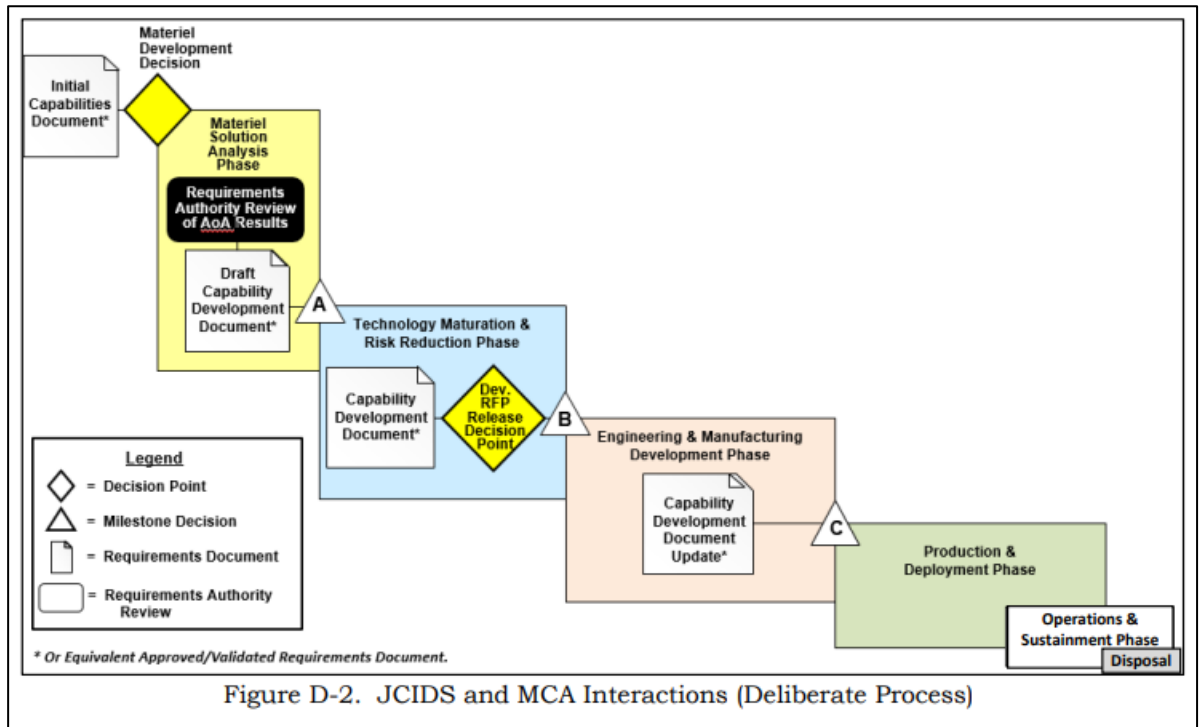 Materiel
Development
Decision
Initial
Capabilities
Document*
Materiel
Solution
Analysis
Phase
Requirements
Authority Review
of AoA Results
Draft
Capability
Development
Document*
A
Technology Maturation &
Risk Reduction Phase
Capability
Development
Document*
Dev.
RFP
Release
Decision
Point
B
Engineering & Manufacturing
Development Phase
Capability
Development
Document
Update*
C
Production &
Deployment Phase
Operations &
Sustainment Phase
Disposal
Legend
= Decision Point
= Milestone Decision
= Requirements Document
= Requirements Authority
Review
* Or Equivalent Approved/Validated Requirements Document.
Figure D-2. JCIDS and MCA Interactions (Deliberate Process)